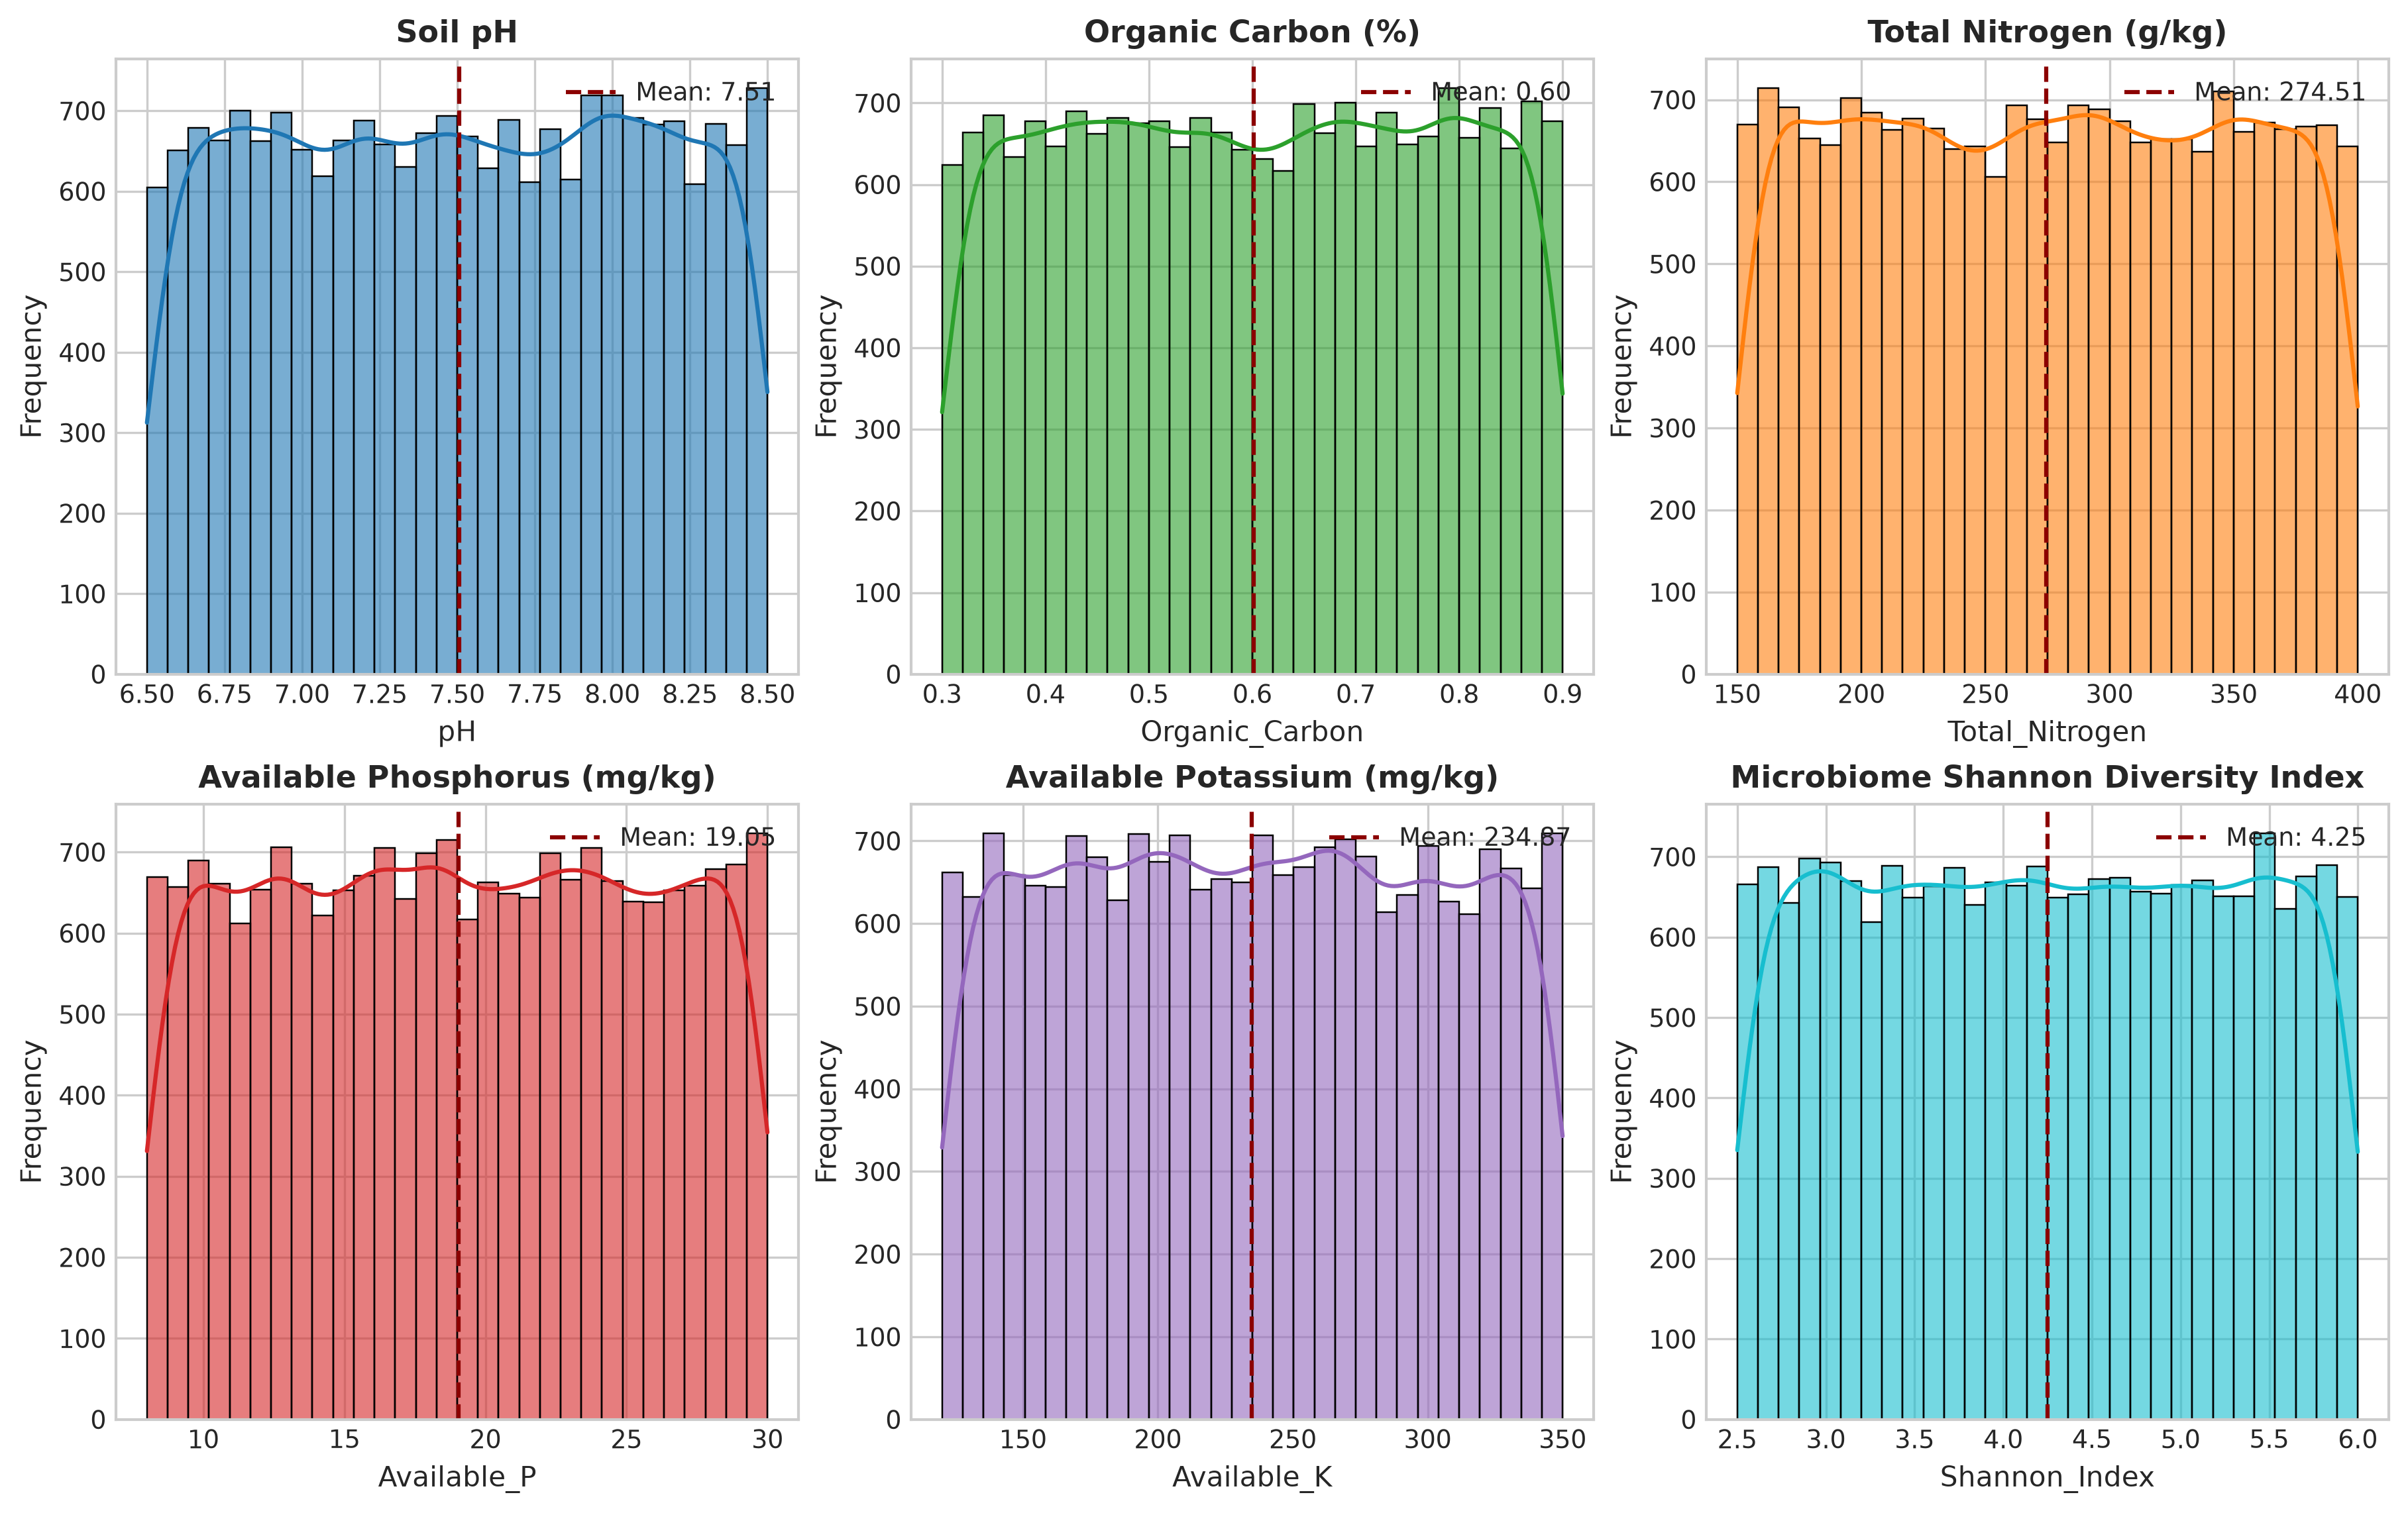 Soil pH
Mean: 7.51
Frequency
0
100
200
300
400
500
600
700
6.50 6.75 7.00 7.25 7.50 7.75 8.00 8.25 8.50
pH
Organic Carbon (%)
Mean: 0.60
Frequency
0
100
200
300
400
500
600
700
0.3 0.4 0.5 0.6 0.7 0.8 0.9
Organic_Carbon
Total Nitrogen (g/kg)
Mean: 274.51
Frequency
0
100
200
300
400
500
600
700
150 200 250 300 350 400
Total_Nitrogen
Available Phosphorus (mg/kg)
Mean: 19.05
Frequency
0
100
200
300
400
500
600
700
10 15 20 25 30
Available_P
Available Potassium (mg/kg)
Mean: 234.87
Frequency
0
100
200
300
400
500
600
700
150 200 250 300 350
Available_K
Microbiome Shannon Diversity Index
Mean: 4.25
Frequency
0
100
200
300
400
500
600
700
2.5 3.0 3.5 4.0 4.5 5.0 5.5 6.0
Shannon_Index